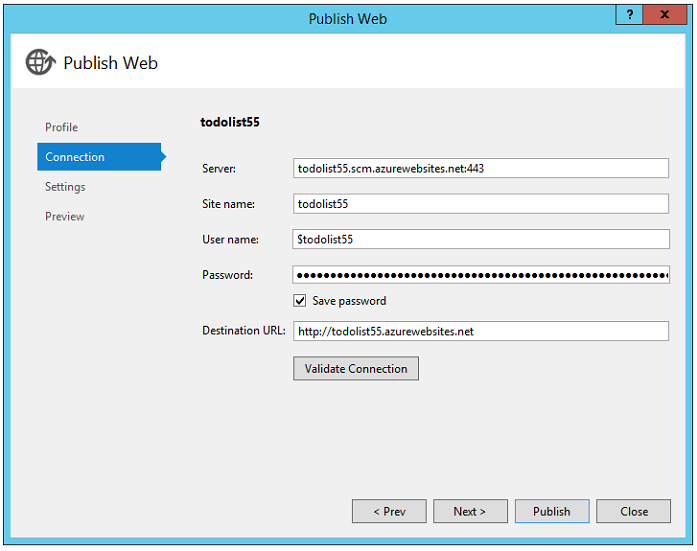 Publish Web
?
x
Publish Web
Profile
Connection
Settings
Preview
todolist55
Server: todolist55.scm.azurewebsites.net:443
Site name: todolist55
User name: $todolist55
Password:
Save password
Destination URL: http://todolist55.azurewebsites.net
Validate Connection
< Prev Next > Publish Close